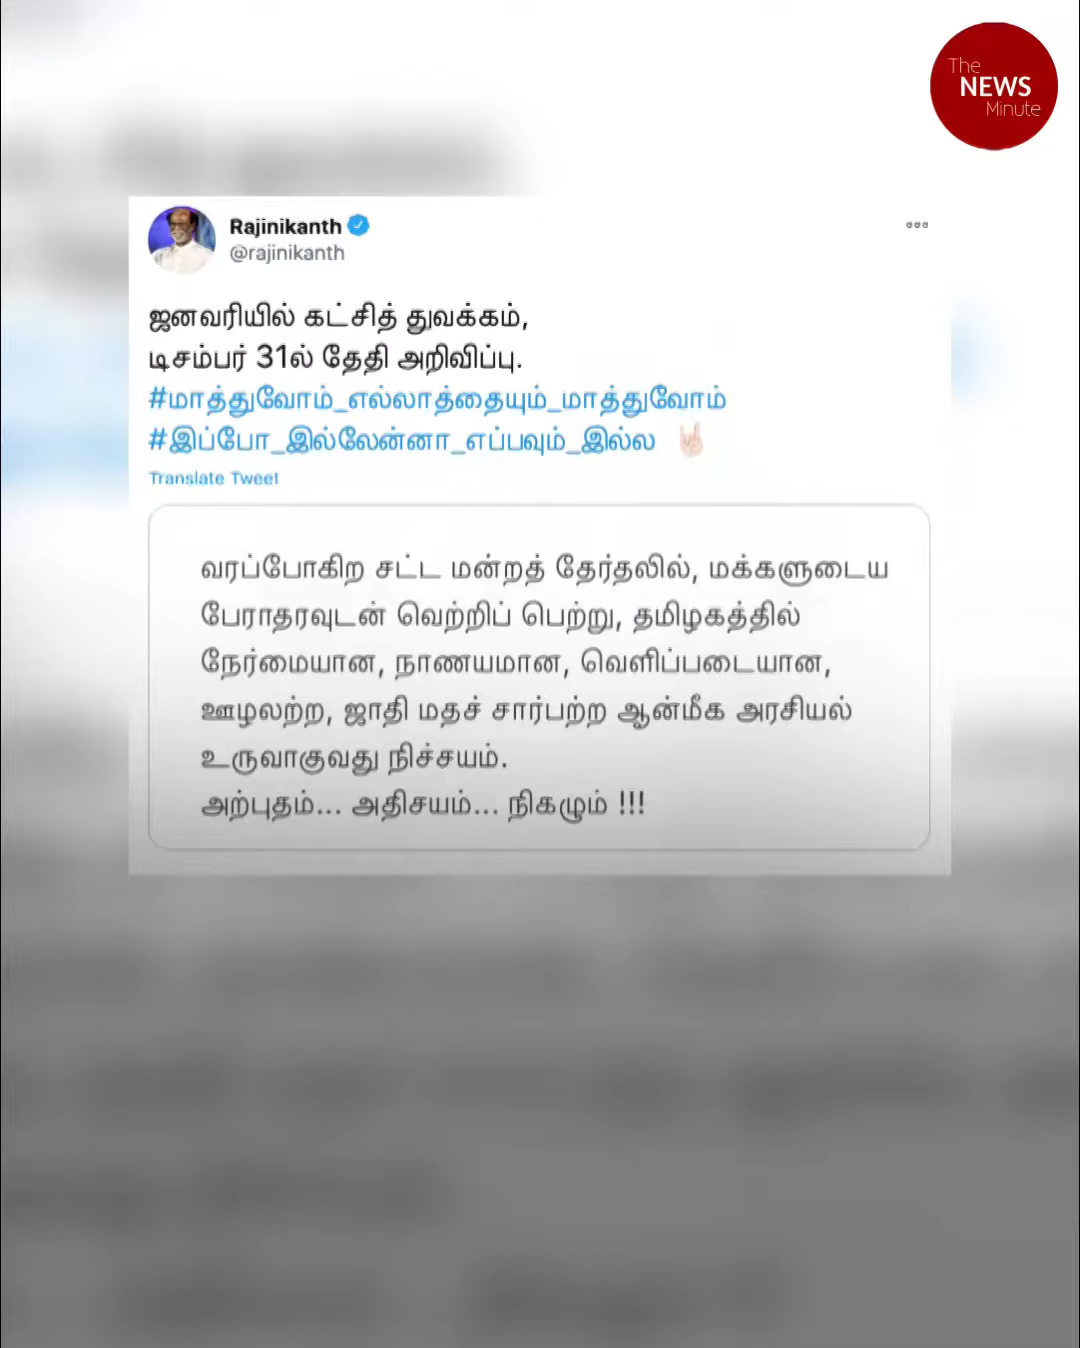 The
NEWS
Minute
Rajinikanth
@rajinikanth
ஜனவரியில் கட்சித் துவக்கம்,
டிசம்பர் 31ல் தேதி அறிவிப்பு.
#மாத்துவோம்_எல்லாத்தையும்_மாத்துவோம்
#இப்போ_இல்லேன்னா_எப்பவும்_இல்ல 🤘🏻
Translate Tweet
வரப்போகிற சட்ட மன்றத் தேர்தலில், மக்களுடைய
பேராதரவுடன் வெற்றிப் பெற்று, தமிழகத்தில்
நேர்மையான, நாணயமான, வெளிப்படையான,
ஊழலற்ற, ஜாதி மதச் சார்பற்ற ஆன்மீக அரசியல்
உருவாகுவது நிச்சயம்.
அற்புதம்... அதிசயம்... நிகழும் !!!